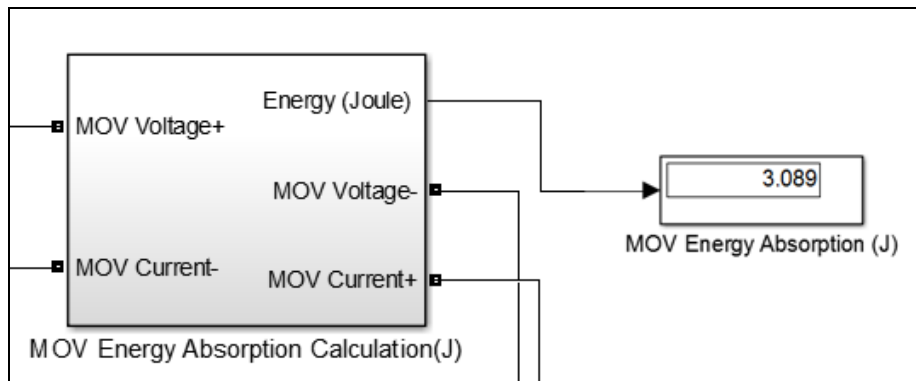 Energy (Joule)
MOV Voltage+
MOV Voltage-
MOV Current-
MOV Current+
MOV Energy Absorption Calculation(J)
3.089
MOV Energy Absorption (J)